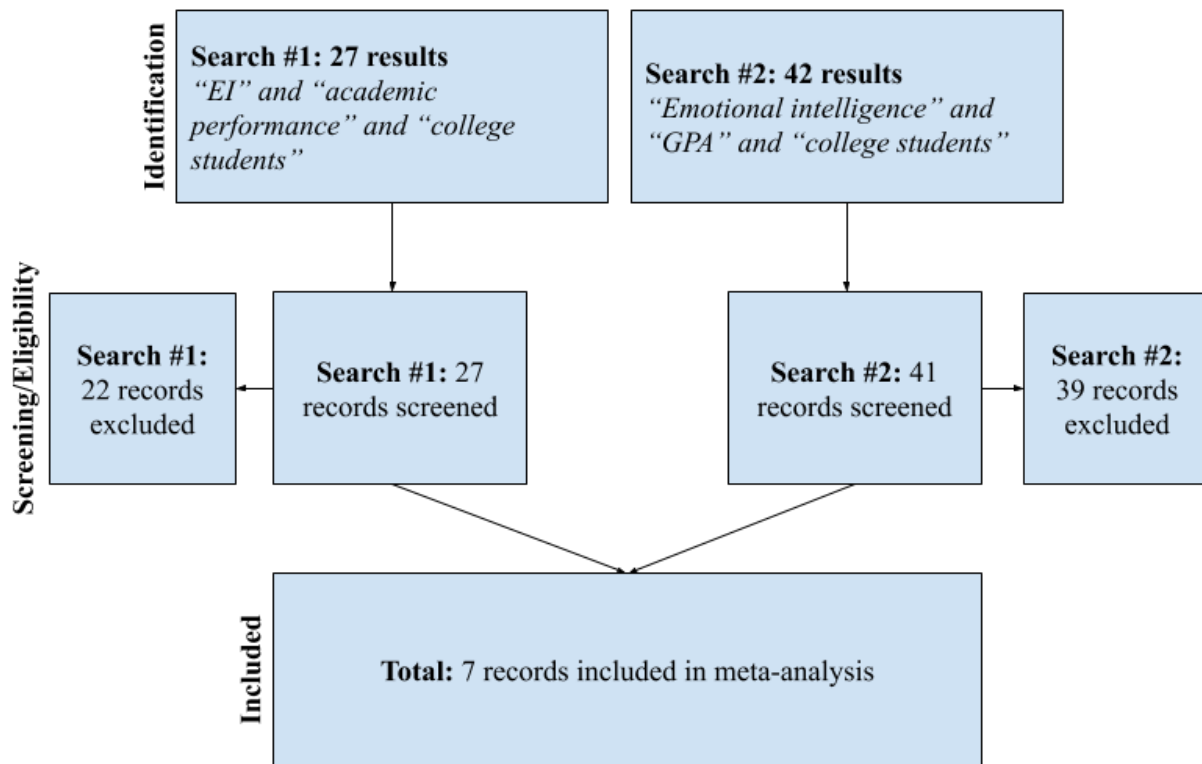 Identification
Search #1: 27 results
“EI” and “academic
performance” and “college
students”
Search #2: 42 results
“Emotional intelligence” and
“GPA” and “college students”
Screening/Eligibility
Search #1:
22 records
excluded
Search #1: 27
records screened
Search #2: 41
records screened
Search #2:
39 records
excluded
Included
Total: 7 records included in meta-analysis